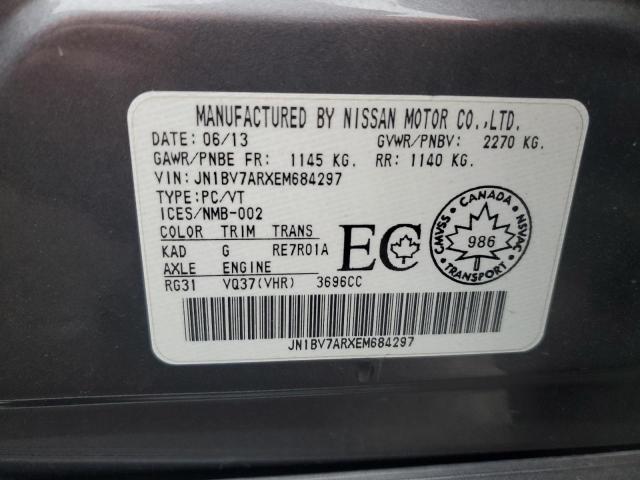 MANUFACTURED BY NISSAN MOTOR CO.,LTD.
DATE: 06/13 GVWR/PNBV: 2270 KG.
GAWR/PNBE FR: 1145 KG. RR: 1140 KG.
VIN: JN1BV7ARXEM684297
TYPE: PC/VT
ICES/NMB-002
COLOR TRIM TRANS
KAD G RE7R01A
AXLE ENGINE
RG31 VQ37(VHR) 3696CC
EC
CANADA
CMVSS 986 NSVAC
TRANSPORT
JN1BV7ARXEM684297